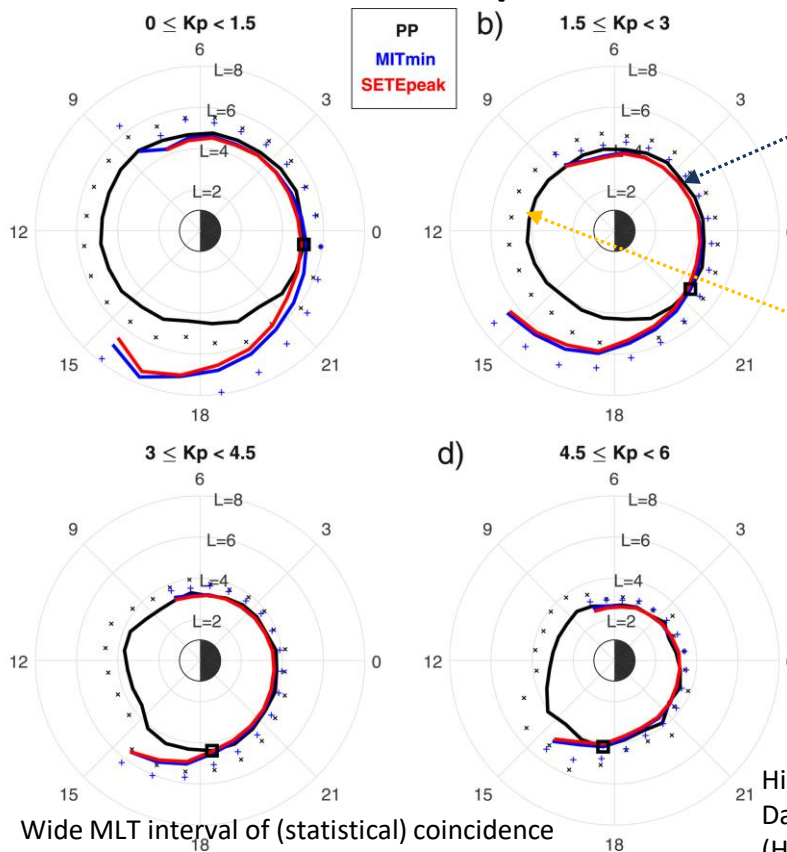 0 ≤ Kp < 1.5
6
PP
MITmin
SETEpeak
b)
1.5 ≤ Kp < 3
6
9
L=8
L=6
L=4
L=2
3
12
0
15
21
18
9
L=8
L=6
L=2
3
12
15
21
18
3 ≤ Kp < 4.5
6
d)
4.5 ≤ Kp < 6
6
9
L=8
L=6
L=4
L=2
3
12
0
15
21
18
9
L=8
L=6
L=4
L=2
3
12
0
15
21
18
Wide MLT interval of (statistical) coincidence